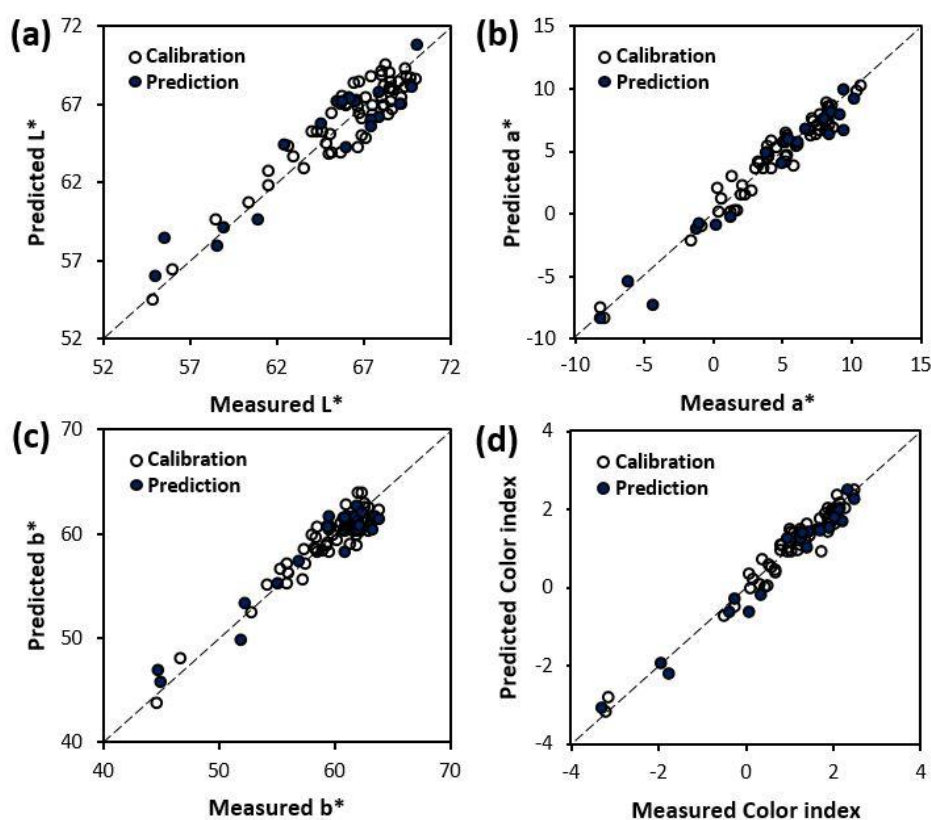 (a)
Calibration
Prediction
72
67
62
57
52
52 57 62 67 72
Predicted L*
Measured L*
(b)
Calibration
Prediction
15
10
5
0
-5
-10
-10 -5 0 5 10 15
Predicted a*
Measured a*
(c)
Calibration
Prediction
70
60
50
40
40 50 60 70
Predicted b*
Measured b*
(d)
Calibration
Prediction
4
2
0
-2
-4
-4 -2 0 2 4
Predicted Color index
Measured Color index